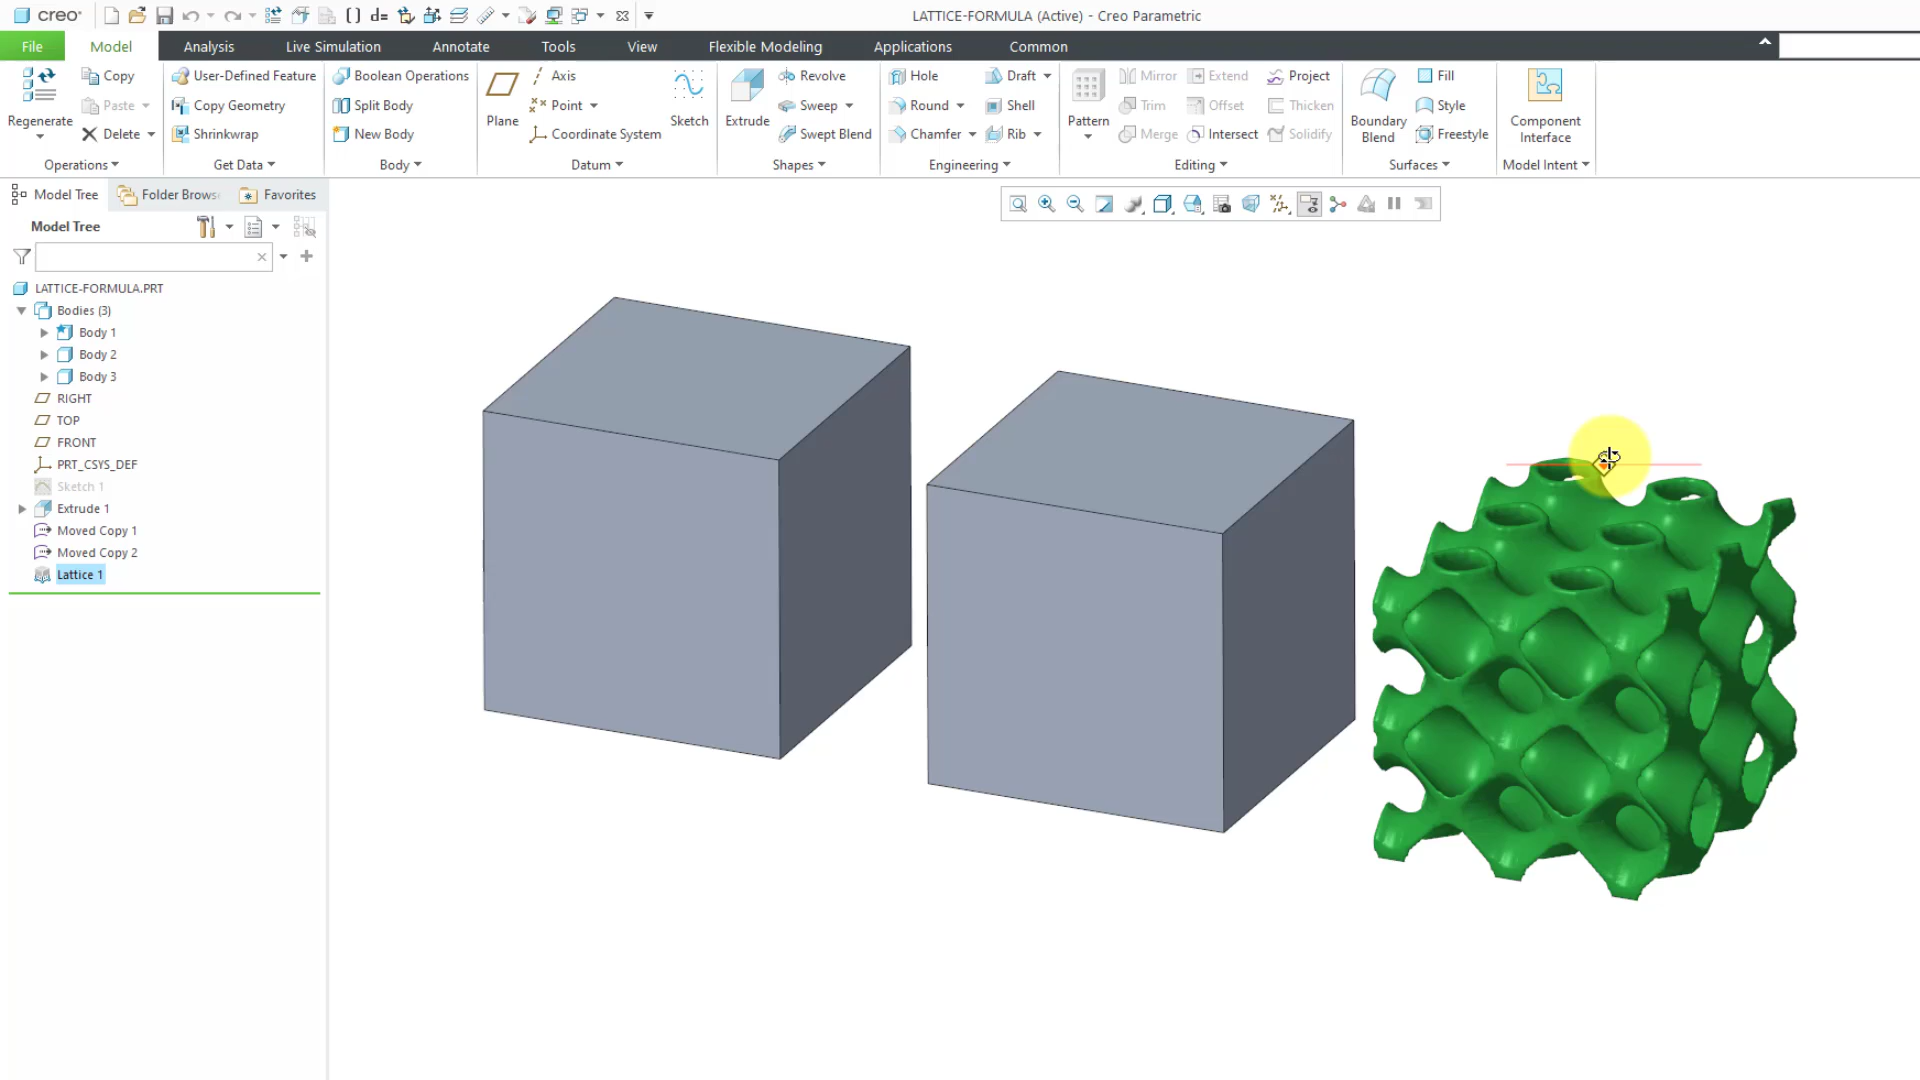 creo
LATTICE-FORMULA (Active) - Creo Parametric
File
Model
Analysis
Live Simulation
Annotate
Tools
View
Flexible Modeling
Applications
Common
Regenerate
Copy
Paste
Delete
Operations
User-Defined Feature
Copy Geometry
Shrinkwrap
Get Data
Boolean Operations
Split Body
New Body
Body
Plane
Axis
Point
Coordinate System
Sketch
Datum
Extrude
Revolve
Sweep
Swept Blend
Shapes
Hole
Round
Chamfer
Draft
Shell
Rib
Engineering
Pattern
Mirror
Trim
Merge
Extend
Offset
Intersect
Project
Thicken
Solidify
Editing
Boundary
Blend
Fill
Style
Freestyle
Surfaces
Component
Interface
Model Intent
Model Tree
Folder Brows
Favorites
Model Tree
LATTICE-FORMULA.PRT
Bodies (3)
Body 1
Body 2
Body 3
RIGHT
TOP
FRONT
PRT_CSYS_DEF
Sketch 1
Extrude 1
Moved Copy 1
Moved Copy 2
Lattice 1